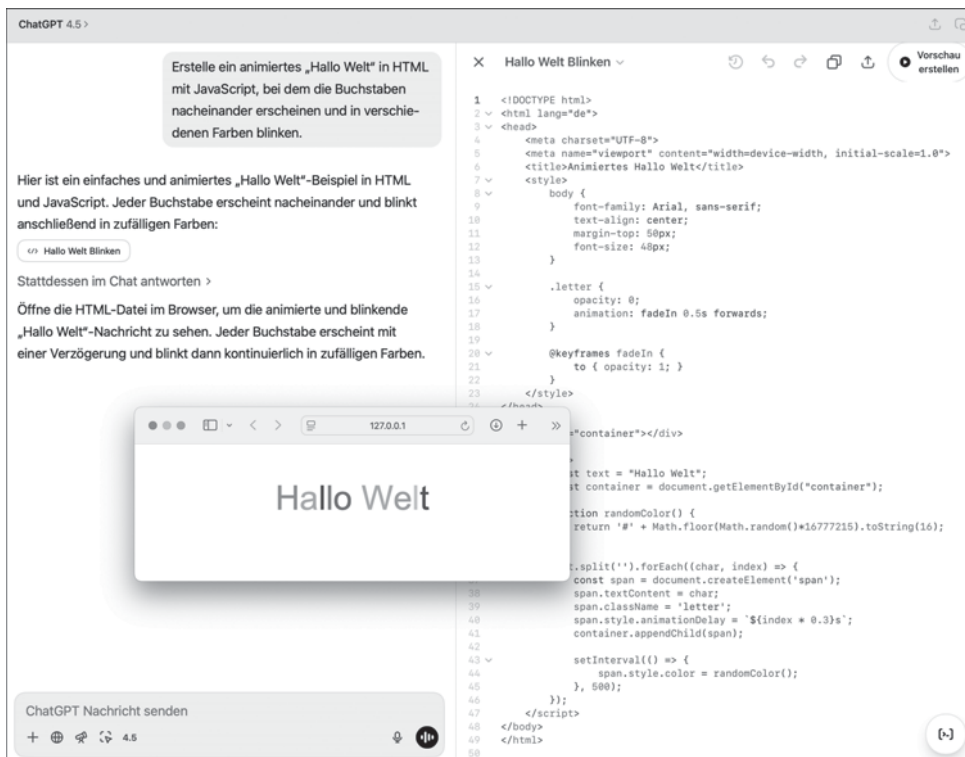 ChatGPT 4.5 >
Erstelle ein animiertes „Hallo Welt" in HTML
mit JavaScript, bei dem die Buchstaben
nacheinander erscheinen und in verschie-
denen Farben blinken.
Hier ist ein einfaches und animiertes „Hallo Welt"-Beispiel in HTML
und JavaScript. Jeder Buchstabe erscheint nacheinander und blinkt
anschließend in zufälligen Farben:
Hallo Welt Blinken
Stattdessen im Chat antworten >
Öffne die HTML-Datei im Browser, um die animierte und blinkende
„Hallo Welt"-Nachricht zu sehen. Jeder Buchstabe erscheint mit
einer Verzögerung und blinkt dann kontinuierlich in zufälligen Farben.
127.0.0.1
Hallo Welt
ChatGPT Nachricht senden
4.5
Hallo Welt Blinken
Vorschau
erstellen
1 <!DOCTYPE html>
2 <html lang="de">
3 <head>
4 <meta charset="UTF-8">
5 <meta name="viewport" content="width=device-width, initial-scale=1.0">
6 <title>Animiertes Hallo Welt</title>
7 <style>
8 body {
9 font-family: Arial, sans-serif;
10 text-align: center;
11 margin-top: 50px;
12 font-size: 48px;
13 }
14
15 .letter {
16 opacity: 0;
17 animation: fadeIn 0.5s forwards;
18 }
19
20 @keyframes fadeIn {
21 to { opacity: 1; }
22 }
23 </style>
24 </head>
="container"></div>
>
st text = "Hallo Welt";
st container = document.getElementById("container");
ction randomColor() {
return '#' + Math.floor(Math.random()*16777215).toString(16);
t.split('').forEach((char, index) => {
const span = document.createElement('span');
38 span.textContent = char;
39 span.className = 'letter';
40 span.style.animationDelay = `${index * 0.3}s`;
41 container.appendChild(span);
42
43 setInterval(() => {
44 span.style.color = randomColor();
45 }, 500);
46 });
47 </script>
48 </body>
49 </html>
50